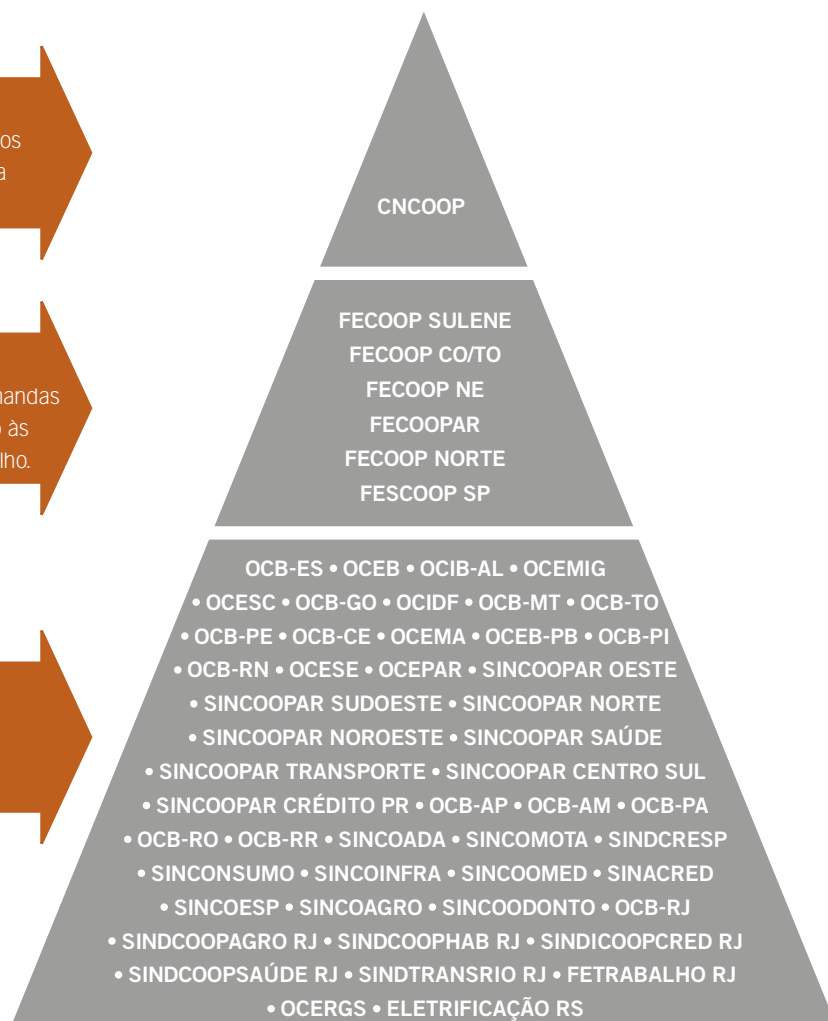 os
a
CNCOOP
FECOOP SULENE
FECOOP CO/TO
andas
FECOOP NE
o às
FECOOPAR
lho.
FECOOP NORTE
FESCOOP SP
OCB-ES • OCEB • OCIB-AL • OCEMIG
• OCESC • OCB-GO • OCIDF • OCB-MT • OCB-TO
• OCB-PE • OCB-CE • OCEMA • OCEB-PB • OCB-PI
• OCB-RN • OCESE • OCEPAR • SINCOOPAR OESTE
• SINCOOPAR SUDOESTE • SINCOOPAR NORTE
• SINCOOPAR NOROESTE • SINCOOPAR SAÚDE
• SINCOOPAR TRANSPORTE • SINCOOPAR CENTRO SUL
• SINCOOPAR CRÉDITO PR • OCB-AP • OCB-AM • OCB-PA
• OCB-RO • OCB-RR • SINCOADA • SINCOMOTA • SINDCRESP
• SINCONSUMO • SINCOINFRA • SINCOOMED • SINACRED
• SINCOESP • SINCOAGRO • SINCOODONTO • OCB-RJ
• SINDCOOPAGRO RJ • SINDCOOPHAB RJ • SINDICOOPCRED RJ
• SINDCOOPSAÚDE RJ • SINDTRANSRIO RJ • FETRABALHO RJ
• OCERGS • ELETRIFICAÇÃO RS